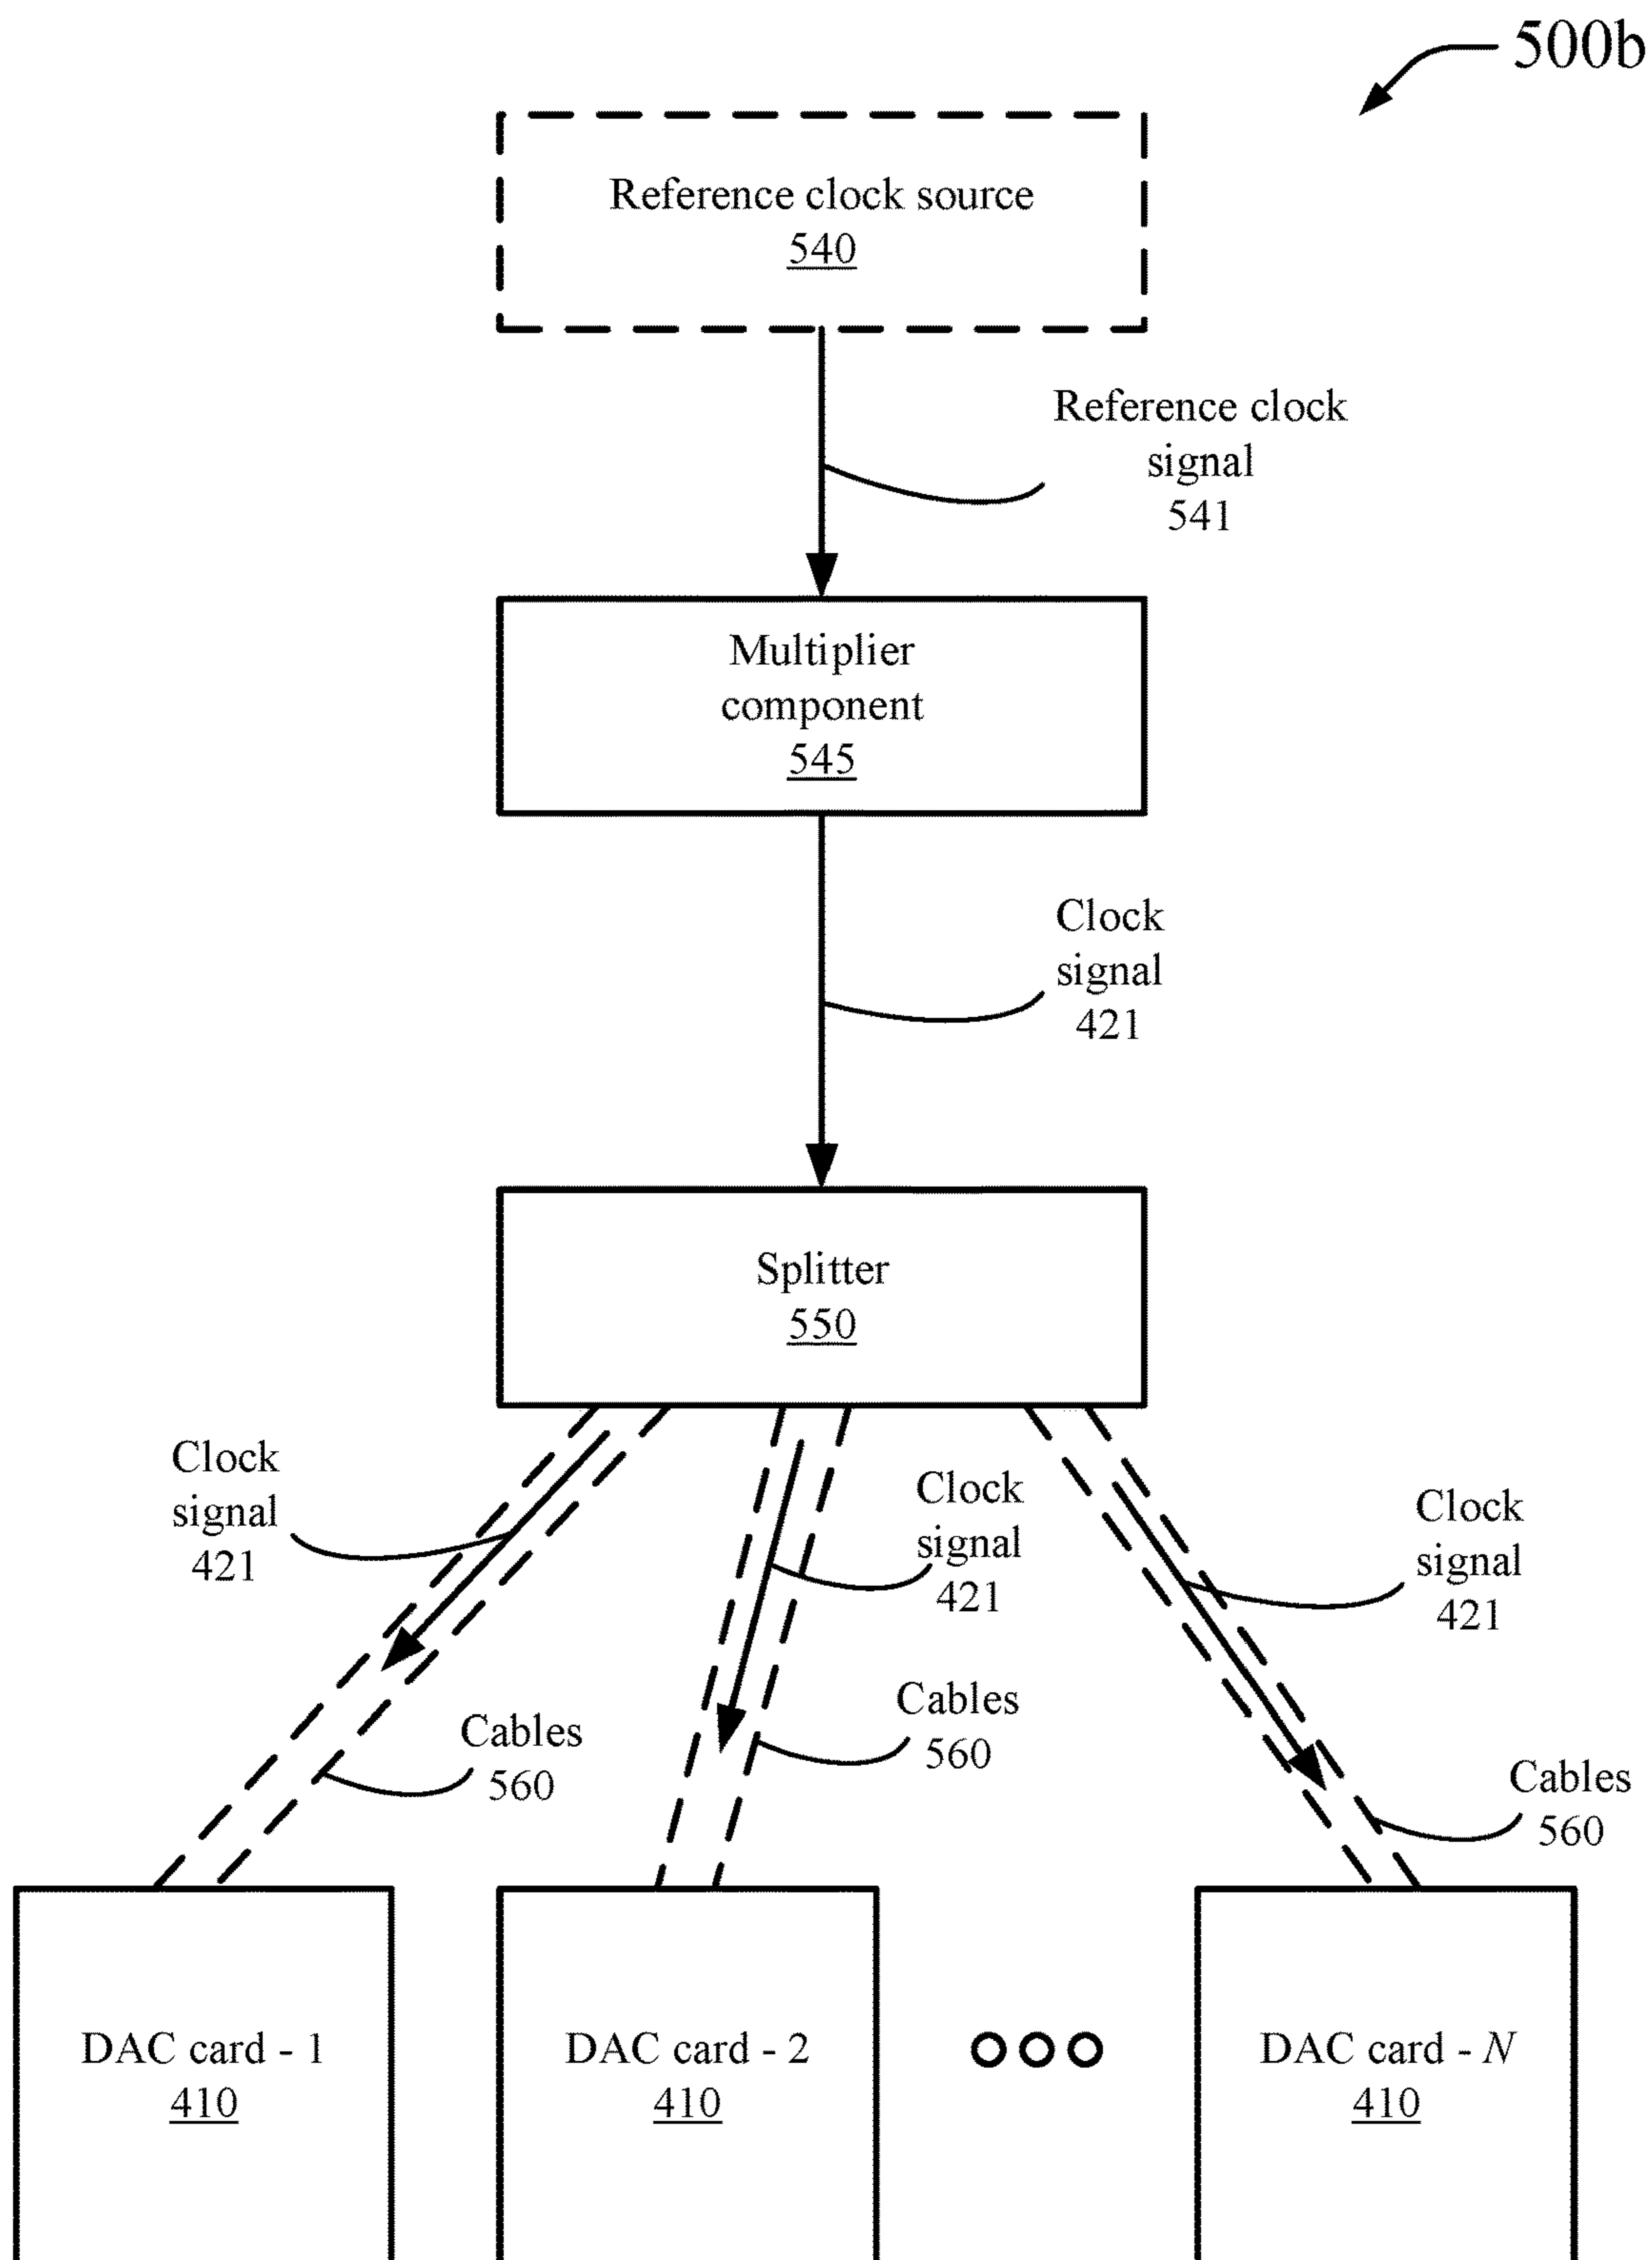 500b
Reference clock source
540
Reference clock
signal
541
Multiplier
component
545
Clock
signal
421
Splitter
550
Clock
signal
421
Clock
signal
421
Clock
signal
421
Cables
560
Cables
560
Cables
560
DAC card - 1
410
DAC card - 2
410
DAC card - N
410